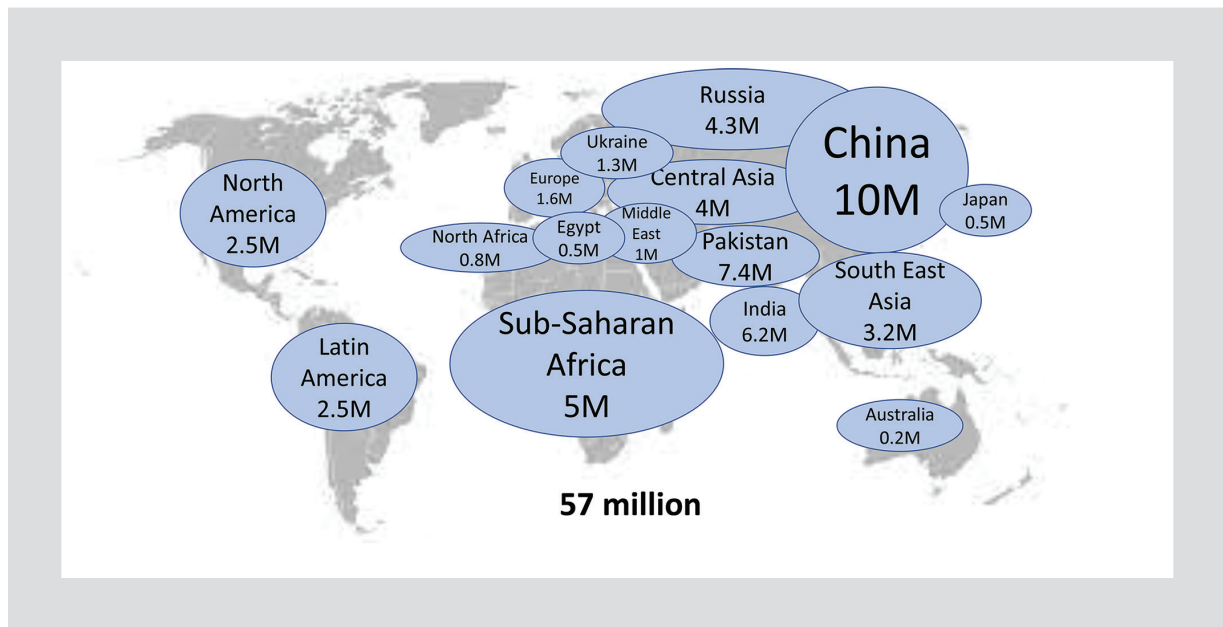 Russia
4.3M
China
10M
Ukraine
1.3M
Europe
1.6M
Central Asia
4M
North
America
2.5M
Japan
0.5M
North Africa
0.8M
Egypt
0.5M
Middle
East
1M
Pakistan
7.4M
South East
Asia
3.2M
India
6.2M
Sub-Saharan
Africa
5M
Latin
America
2.5M
Australia
0.2M
57 million